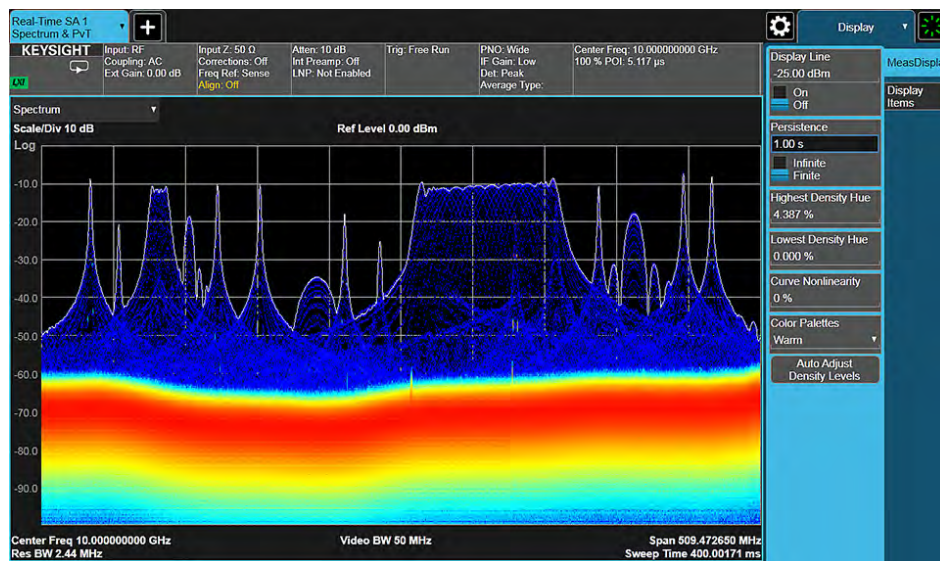 Real-Time SA 1
Spectrum & PvT
+
Display
KEYSIGHT
LXI
Input: RF
Coupling: AC
Ext Gain: 0.00 dB
Input Z: 50 Ω
Corrections: Off
Freq Ref: Sense
Align: Off
Atten: 10 dB
Int Preamp: Off
LNP: Not Enabled
Trig: Free Run
PNO: Wide
IF Gain: Low
Det: Peak
Average Type:
Center Freq: 10.000000000 GHz
100 % POI: 5.117 µs
Spectrum
Scale/Div 10 dB
Ref Level 0.00 dBm
Log
-10.0
-20.0
-30.0
-40.0
-50.0
-60.0
-70.0
-80.0
-90.0
Center Freq 10.000000000 GHz
Res BW 2.44 MHz
Video BW 50 MHz
Span 509.472650 MHz
Sweep Time 400.00171 ms
Display Line
-25.00 dBm
On
Off
Persistence
1.00 s
Infinite
Finite
Highest Density Hue
4.387 %
Lowest Density Hue
0.000 %
Curve Nonlinearity
0 %
Color Palettes
Warm
Auto Adjust
Density Levels
MeasDispla
Display
Items